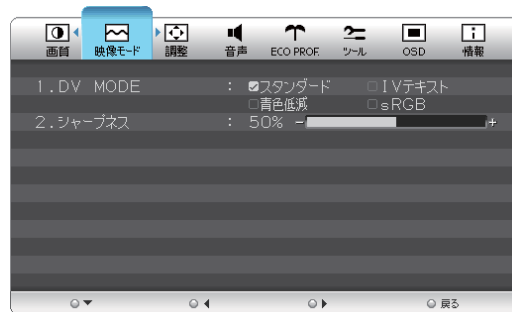 画質 映像モード 調整 音声 ECO PROF. ツール OSD 情報
1.DV MODE : スタンダード IVテキスト
青色低減 sRGB
2.シャープネス : 50% - +
戻る